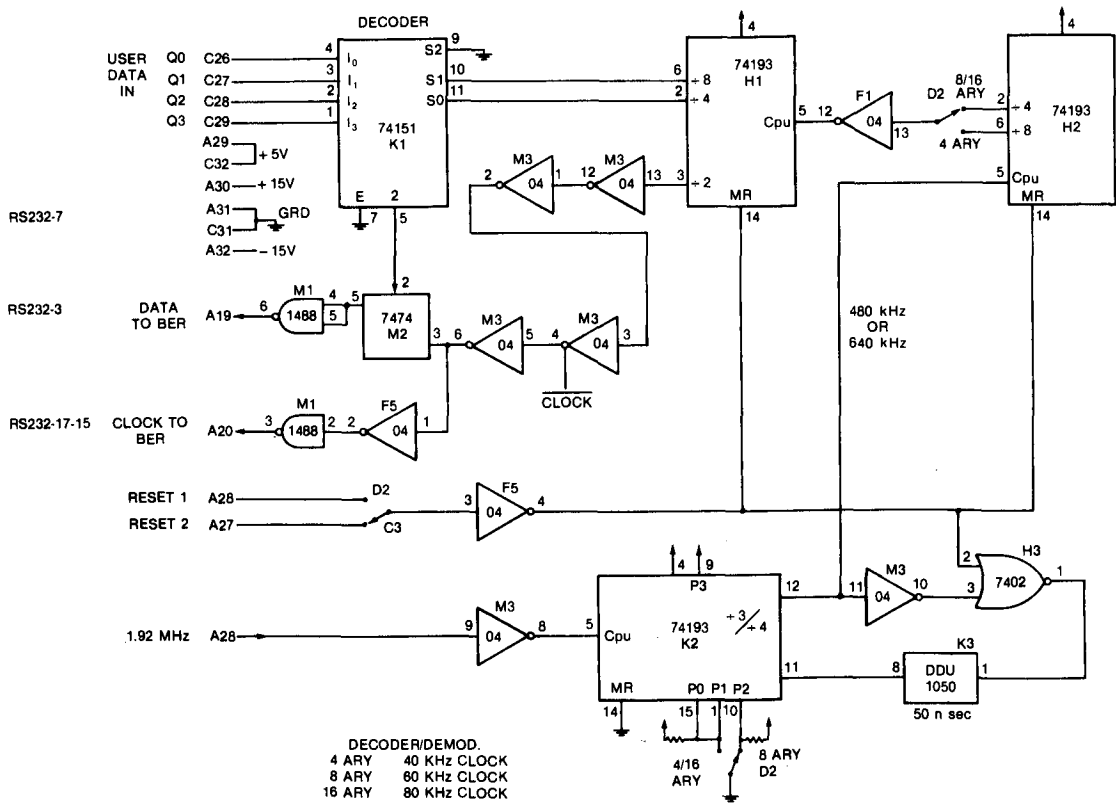 DECODER
USER DATA IN
Q0 C26
Q1 C27
Q2 C28
Q3 C29
4 I0
3 I1
2 I2
1 I3
S2 9
S1 10
S0 11
74151
K1
E
7
2
5
A29
C32
+ 5V
A30 + 15V
A31
C31
GRD
A32 − 15V
RS232-7
4
74193
H1
6 ÷ 8
2 ÷ 4
Cpu 5
3 ÷ 2
MR
14
12 F1 04 13
8/16 ARY
D2
4 ARY
4
74193
H2
2 ÷ 4
6 ÷ 8
5 Cpu
MR
14
2 M3 04 1
12 M3 04 13
RS232-3
DATA TO BER
A19
6 M1 1488 4 5
5
2
7474
M2
3
6 M3 04 5
4 M3 04 3
CLOCK
480 kHz
OR
640 kHz
RS232-17-15
CLOCK TO BER
A20
3 M1 1488 2
2 F5 04 1
RESET 1 A28
RESET 2 A27
D2
C3
3 F5 04 4
1.92 MHz A28
9 M3 04 8
4 9
P3
5 Cpu
74193
K2
÷ 3 / ÷ 4
12
11
MR
14
P0 P1 P2
15 1 10
4/16 ARY
8 ARY
D2
11 M3 04 10
2
3
H3
7402
1
K3
8 DDU 1050 1
50 n sec
DECODER/DEMOD.
4 ARY 40 KHz CLOCK
8 ARY 60 KHz CLOCK
16 ARY 80 KHz CLOCK